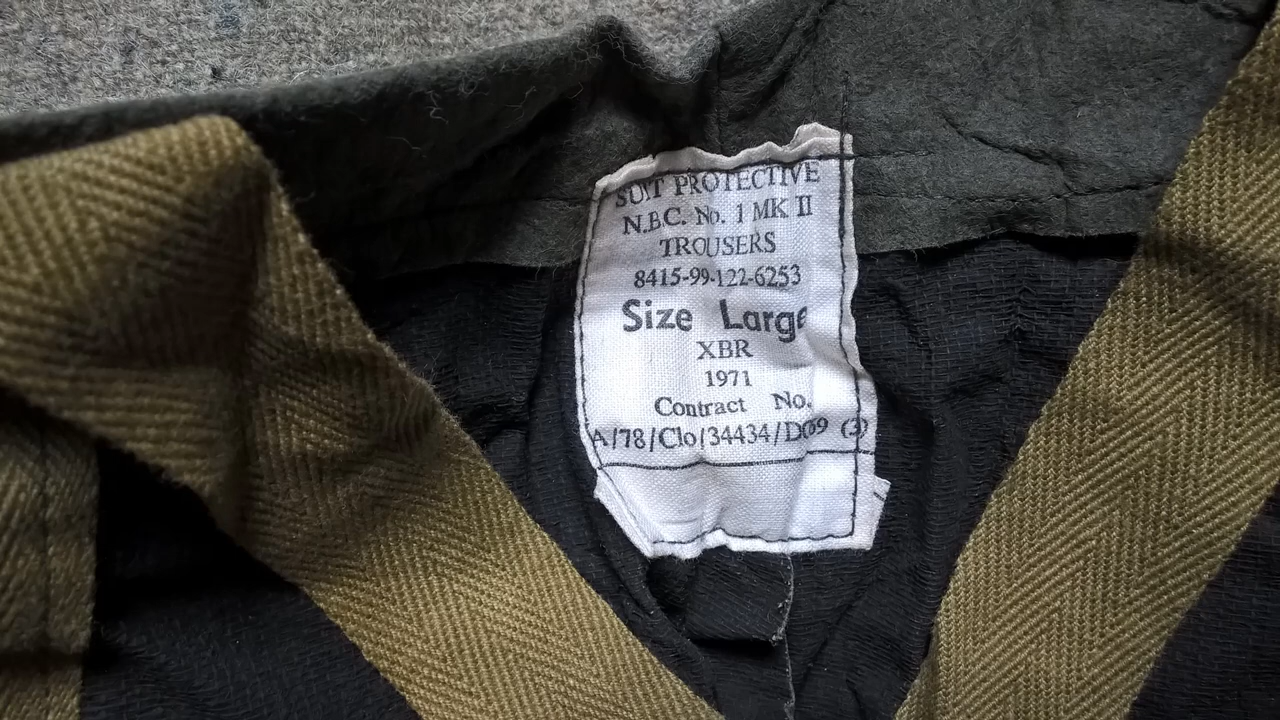 SUIT PROTECTIVE
N.B.C. No. 1 MK II
TROUSERS
8415-99-122-6253
Size Large
XBR
1971
Contract No.
A/78/Clo/34434/DO9 (3)